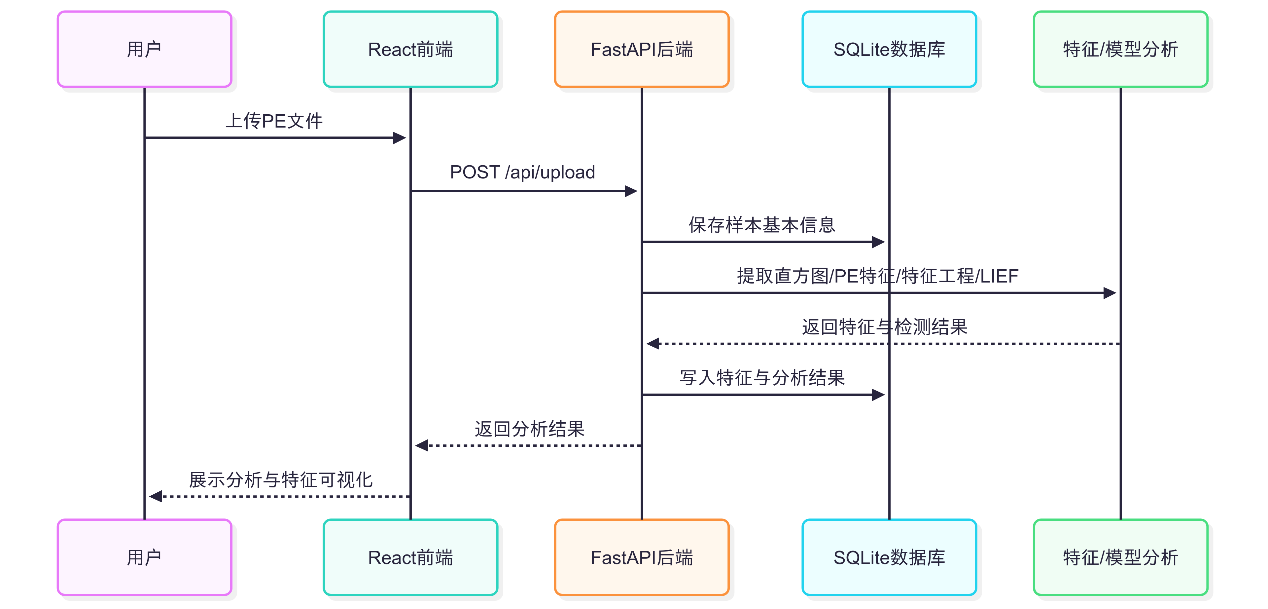 用户
React前端
FastAPI后端
SQLite数据库
特征/模型分析
上传PE文件
POST /api/upload
保存样本基本信息
提取直方图/PE特征/特征工程/LIEF
返回特征与检测结果
写入特征与分析结果
返回分析结果
展示分析与特征可视化
用户
React前端
FastAPI后端
SQLite数据库
特征/模型分析